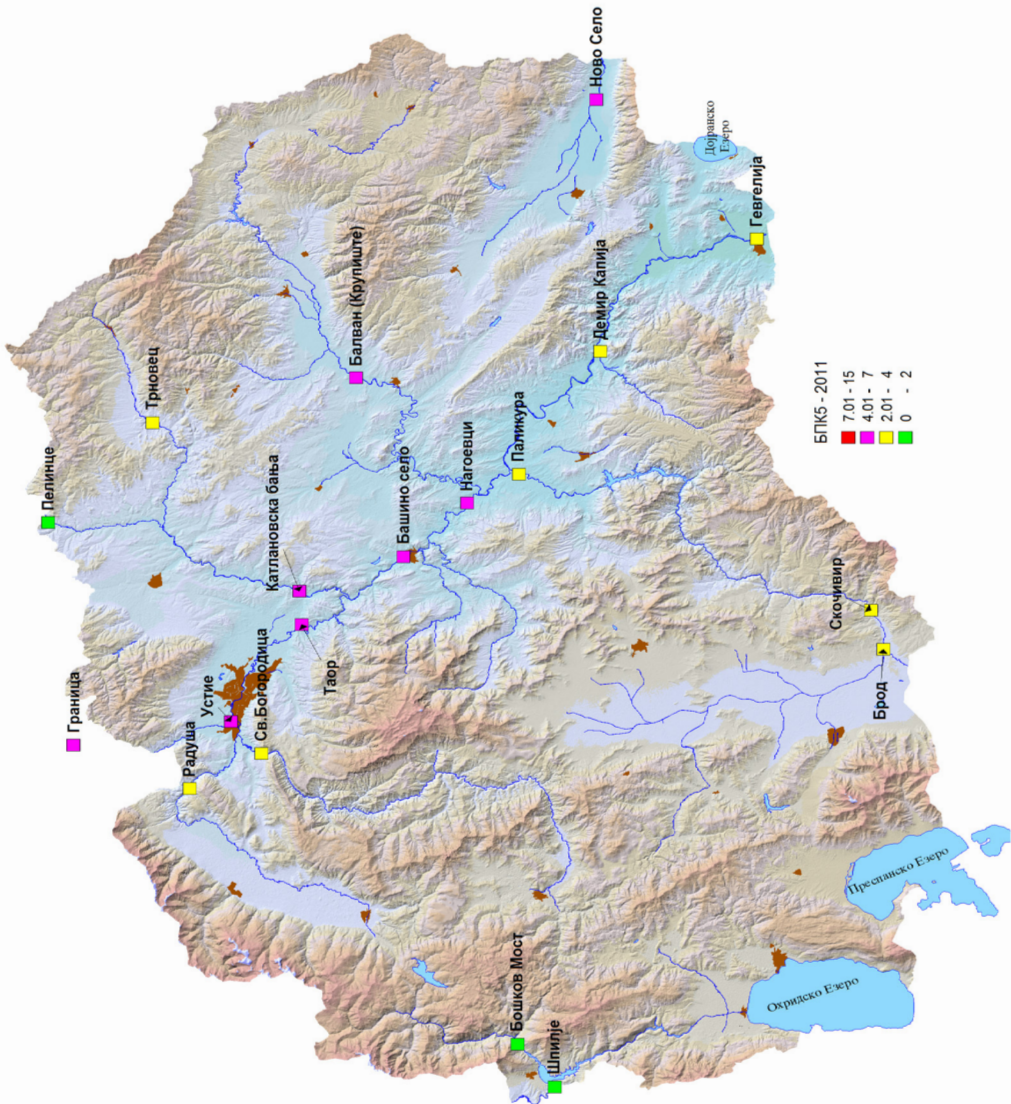 Пелинце
Граница
Трновец
Радуша
Устие
Св.Богородица
Катлановска бања
Таор
Балван (Крупиште)
Башино село
Нагоевци
Паликура
Ново Село
Демир Капија
Дојранско
Езеро
Гевгелија
Бошков Мост
Шпилје
Скочивир
Брод
Преспанско Езеро
Охридско Езеро
БПК5 - 2011
7.01 - 15
4.01 - 7
2.01 - 4
0 - 2